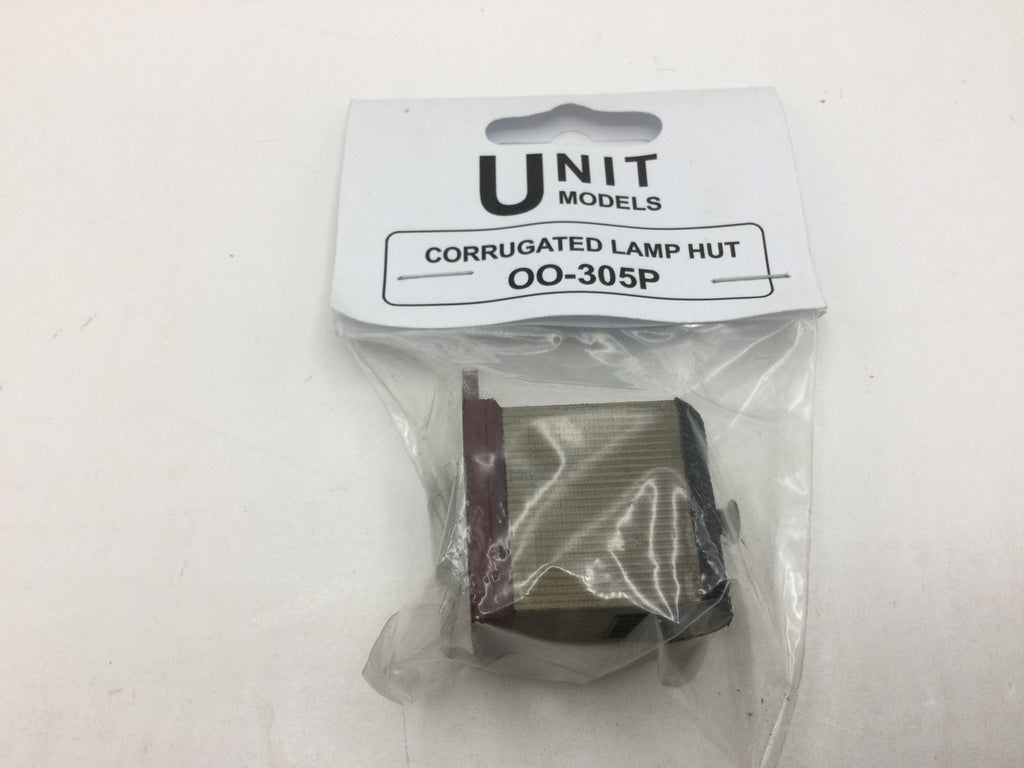 UNIT
MODELS
CORRUGATED LAMP HUT
OO-305P